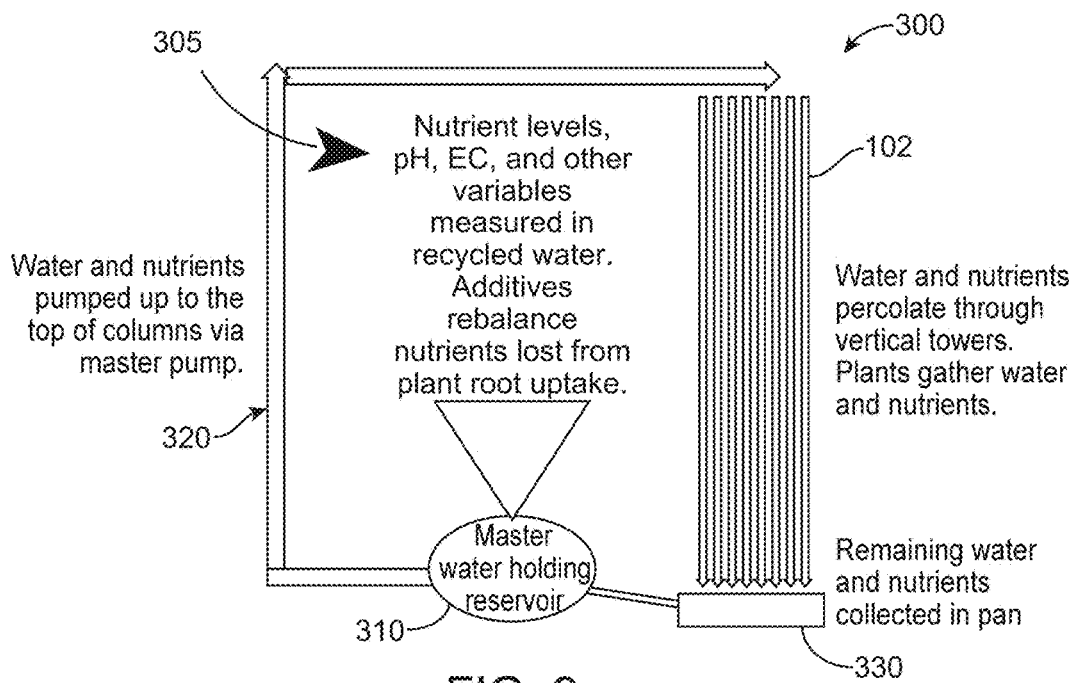 305
300
Nutrient levels,
pH, EC, and other
variables
measured in
recycled water.
Additives
rebalance
nutrients lost from
plant root uptake.
102
Water and nutrients
pumped up to the
top of columns via
master pump.
Water and nutrients
percolate through
vertical towers.
Plants gather water
and nutrients.
320
Master
water holding
reservoir
310
Remaining water
and nutrients
collected in pan
330